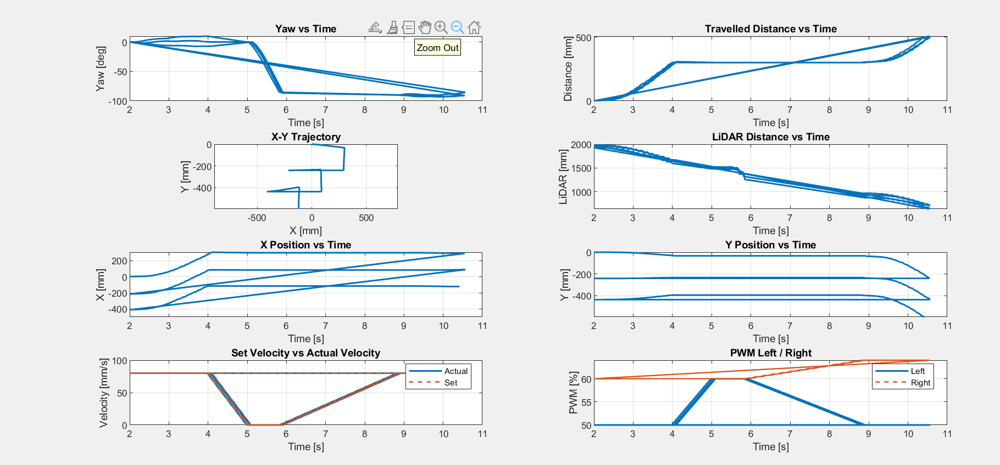 Yaw vs Time
Zoom Out
0
-50
-100
Yaw [deg]
2 3 4 5 6 7 8 9 10 11
Time [s]
Travelled Distance vs Time
500
0
Distance [mm]
2 3 4 5 6 7 8 9 10 11
Time [s]
X-Y Trajectory
0
-200
-400
Y [mm]
-500 0 500
X [mm]
LiDAR Distance vs Time
2000
1500
1000
LiDAR [mm]
2 3 4 5 6 7 8 9 10 11
Time [s]
X Position vs Time
200
0
-200
-400
X [mm]
2 3 4 5 6 7 8 9 10 11
Time [s]
Y Position vs Time
0
-200
-400
Y [mm]
2 3 4 5 6 7 8 9 10 11
Time [s]
Set Velocity vs Actual Velocity
100
50
0
Velocity [mm/s]
Actual
Set
2 3 4 5 6 7 8 9 10 11
Time [s]
PWM Left / Right
60
55
50
PWM [%]
Left
Right
2 3 4 5 6 7 8 9 10 11
Time [s]